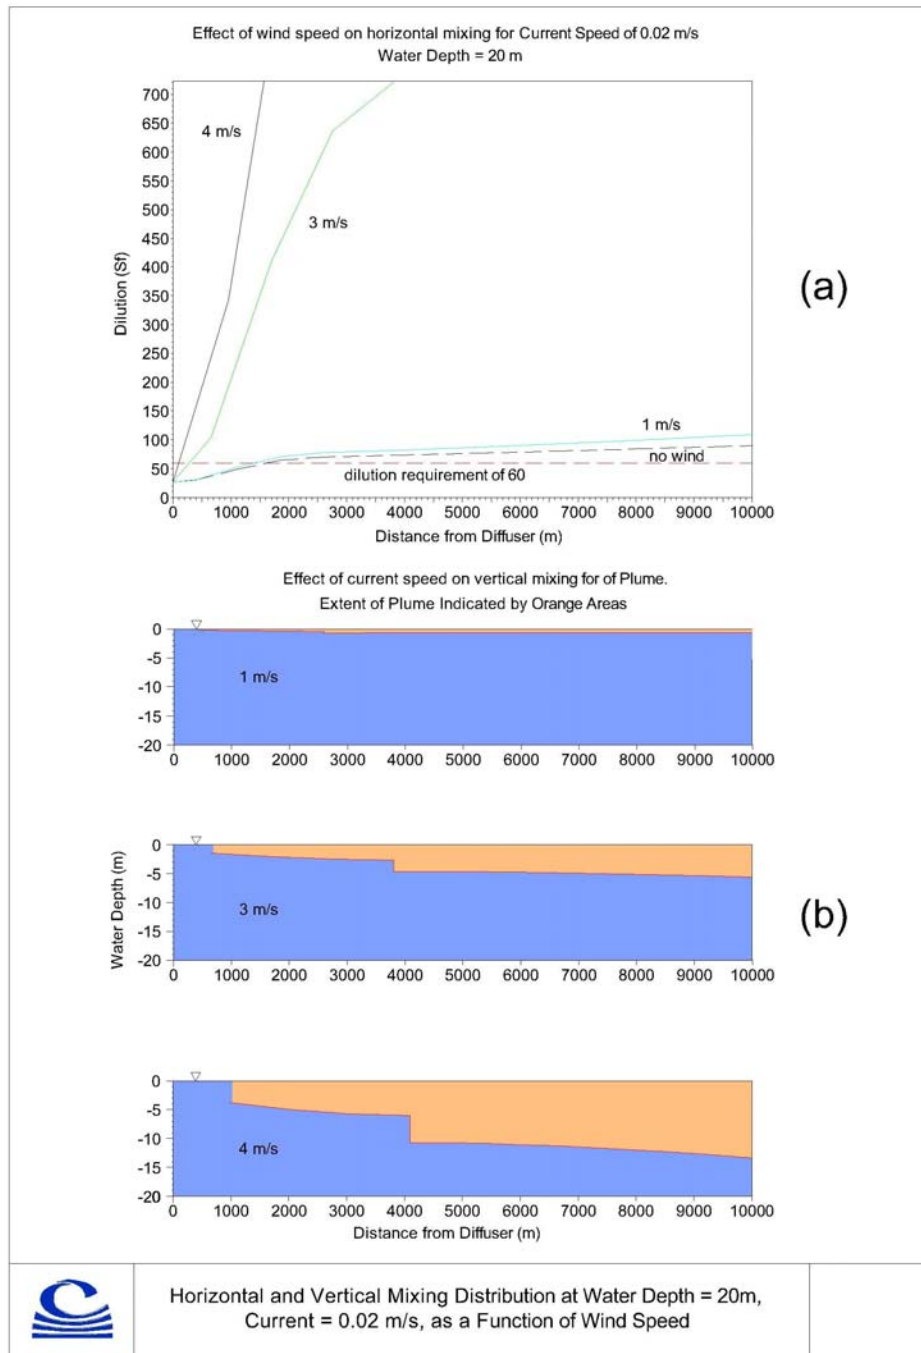 Effect of wind speed on horizontal mixing for Current Speed of 0.02 m/s
Water Depth = 20 m
700
650
600
550
500
450
400
350
300
250
200
150
100
50
0
Dilution (Sf)
4 m/s
3 m/s
1 m/s
no wind
dilution requirement of 60
0 1000 2000 3000 4000 5000 6000 7000 8000 9000 10000
Distance from Diffuser (m)
(a)
Effect of current speed on vertical mixing for of Plume.
Extent of Plume Indicated by Orange Areas
0
-5
-10
-15
-20
1 m/s
0 1000 2000 3000 4000 5000 6000 7000 8000 9000 10000
Water Depth (m)
0
-5
-10
-15
-20
3 m/s
0 1000 2000 3000 4000 5000 6000 7000 8000 9000 10000
(b)
0
-5
-10
-15
-20
4 m/s
0 1000 2000 3000 4000 5000 6000 7000 8000 9000 10000
Distance from Diffuser (m)
Horizontal and Vertical Mixing Distribution at Water Depth = 20m,
Current = 0.02 m/s, as a Function of Wind Speed